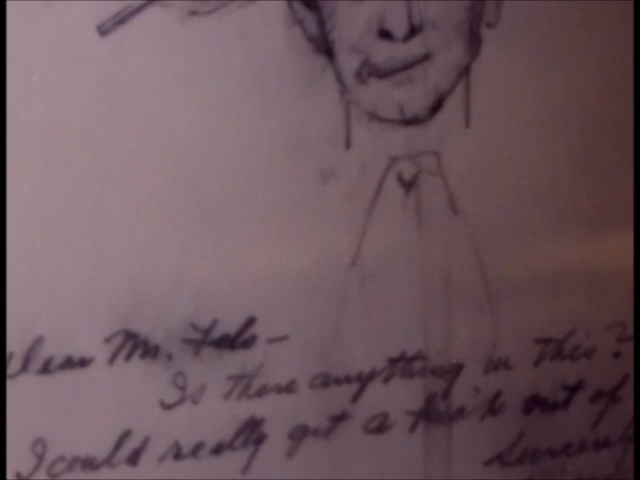 Dear Mr.
Is there anything in this?
I could really get a kick out of